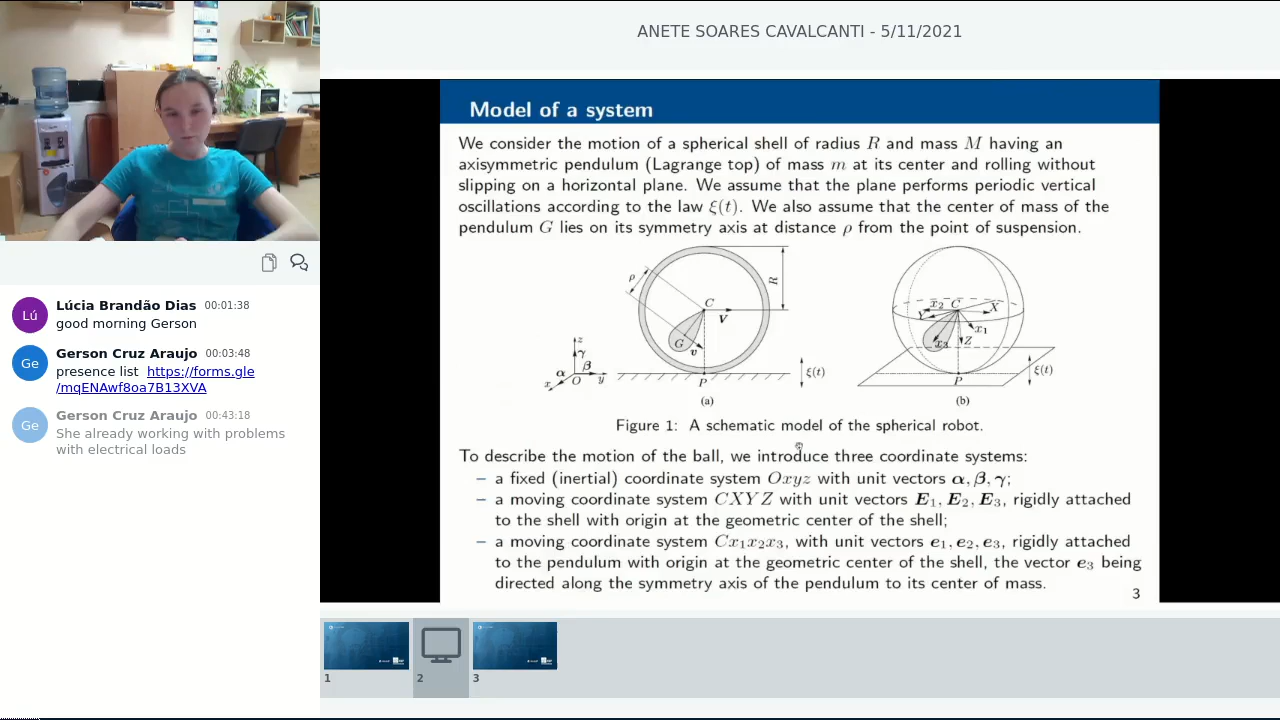 ANETE SOARES CAVALCANTI - 5/11/2021
Lú
Lúcia Brandão Dias 00:01:38
good morning Gerson
Ge
Gerson Cruz Araujo 00:03:48
presence list https://forms.gle
/mqENAwf8oa7B13XVA
Ge
Gerson Cruz Araujo 00:43:18
She already working with problems
with electrical loads
Model of a system
We consider the motion of a spherical shell of radius R and mass M having an
axisymmetric pendulum (Lagrange top) of mass m at its center and rolling without
slipping on a horizontal plane. We assume that the plane performs periodic vertical
oscillations according to the law ξ(t). We also assume that the center of mass of the
pendulum G lies on its symmetry axis at distance ρ from the point of suspension.
ρ
R
C
V
G
v
z
γ
α
β
x
O
y
P
ξ(t)
(a)
x₂
C
X
Y
x₁
x₃
Z
P
ξ(t)
(b)
Figure 1: A schematic model of the spherical robot.
To describe the motion of the ball, we introduce three coordinate systems:
– a fixed (inertial) coordinate system Oxyz with unit vectors α, β, γ;
– a moving coordinate system CXYZ with unit vectors E₁, E₂, E₃, rigidly attached
to the shell with origin at the geometric center of the shell;
– a moving coordinate system Cx₁x₂x₃, with unit vectors e₁, e₂, e₃, rigidly attached
to the pendulum with origin at the geometric center of the shell, the vector e₃ being
directed along the symmetry axis of the pendulum to its center of mass.
3
1
2
3